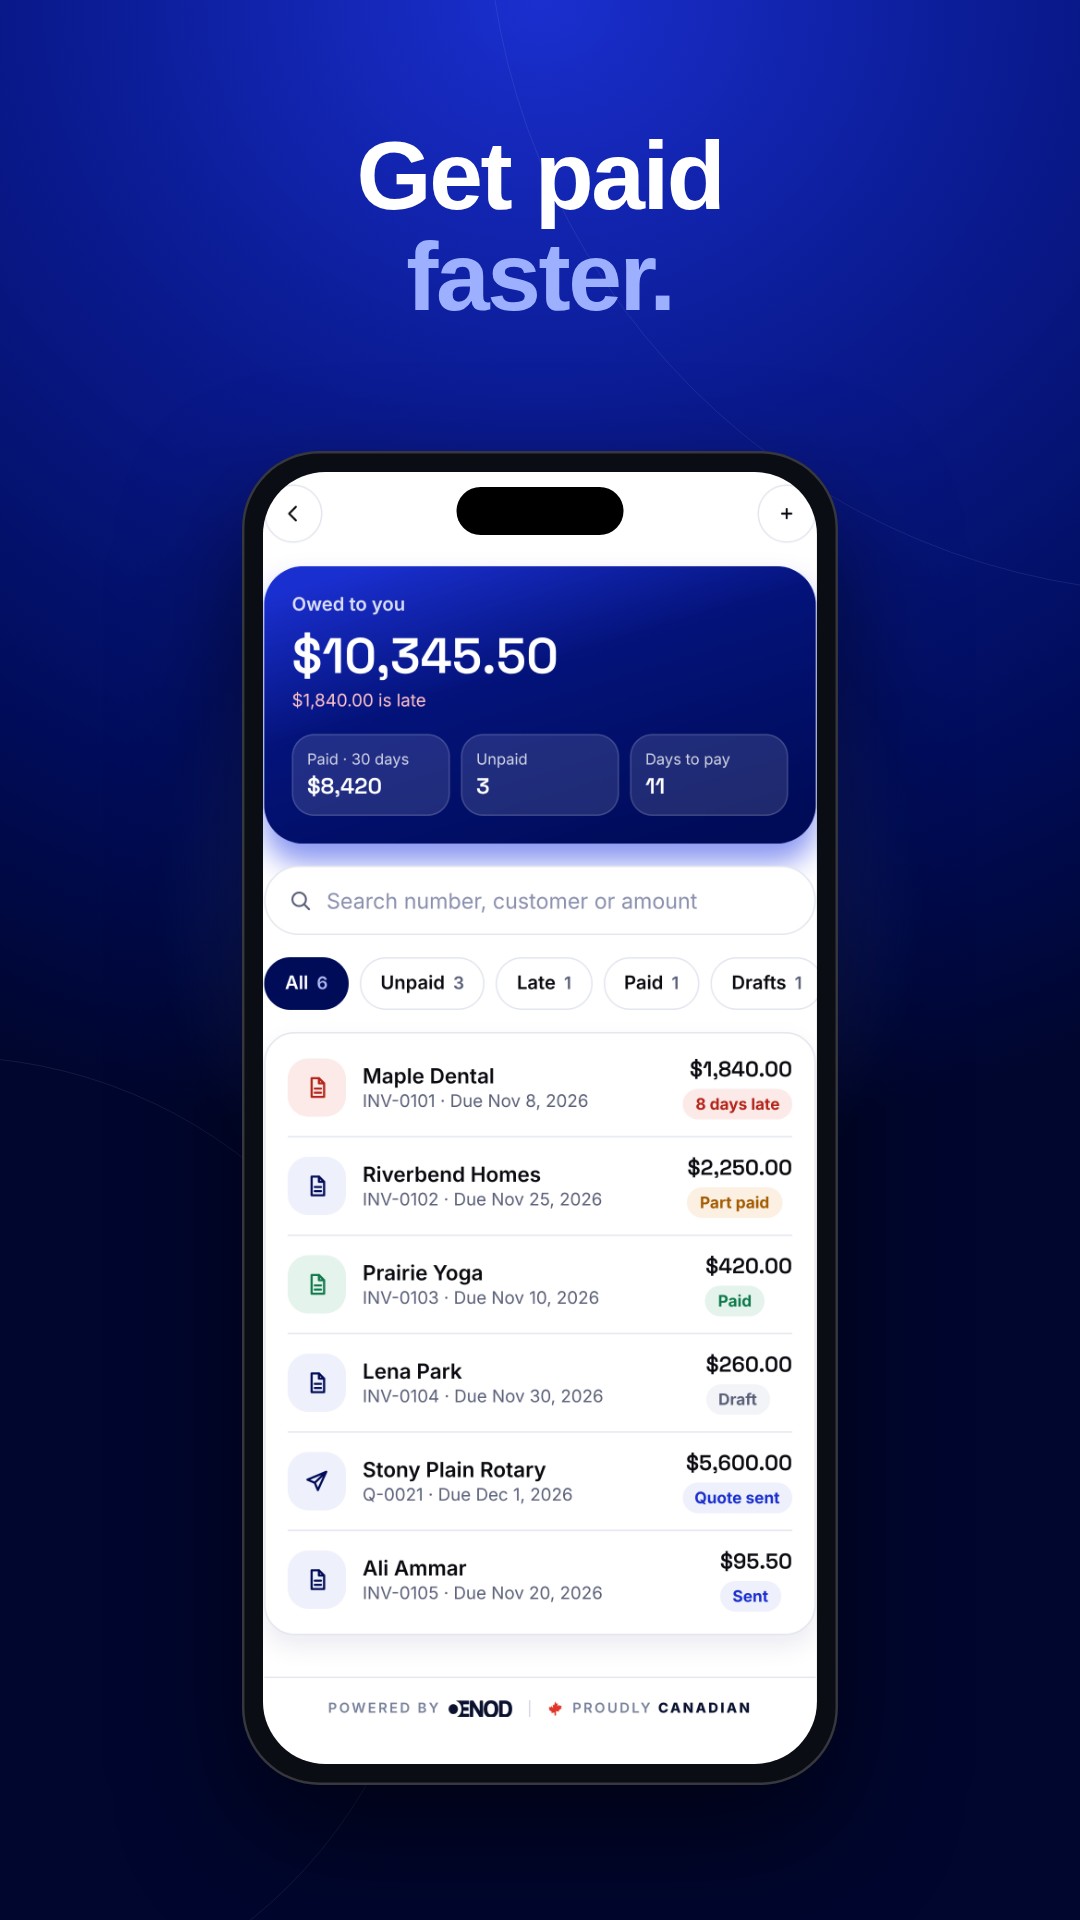 Get paid
faster.
Owed to you
$10,345.50
$1,840.00 is late
Paid · 30 days
$8,420
Unpaid
3
Days to pay
11
Search number, customer or amount
All 6
Unpaid 3
Late 1
Paid 1
Drafts 1
Maple Dental
INV-0101 · Due Nov 8, 2026
$1,840.00
8 days late
Riverbend Homes
INV-0102 · Due Nov 25, 2026
$2,250.00
Part paid
Prairie Yoga
INV-0103 · Due Nov 10, 2026
$420.00
Paid
Lena Park
INV-0104 · Due Nov 30, 2026
$260.00
Draft
Stony Plain Rotary
Q-0021 · Due Dec 1, 2026
$5,600.00
Quote sent
Ali Ammar
INV-0105 · Due Nov 20, 2026
$95.50
Sent
POWERED BY ENOD
PROUDLY CANADIAN